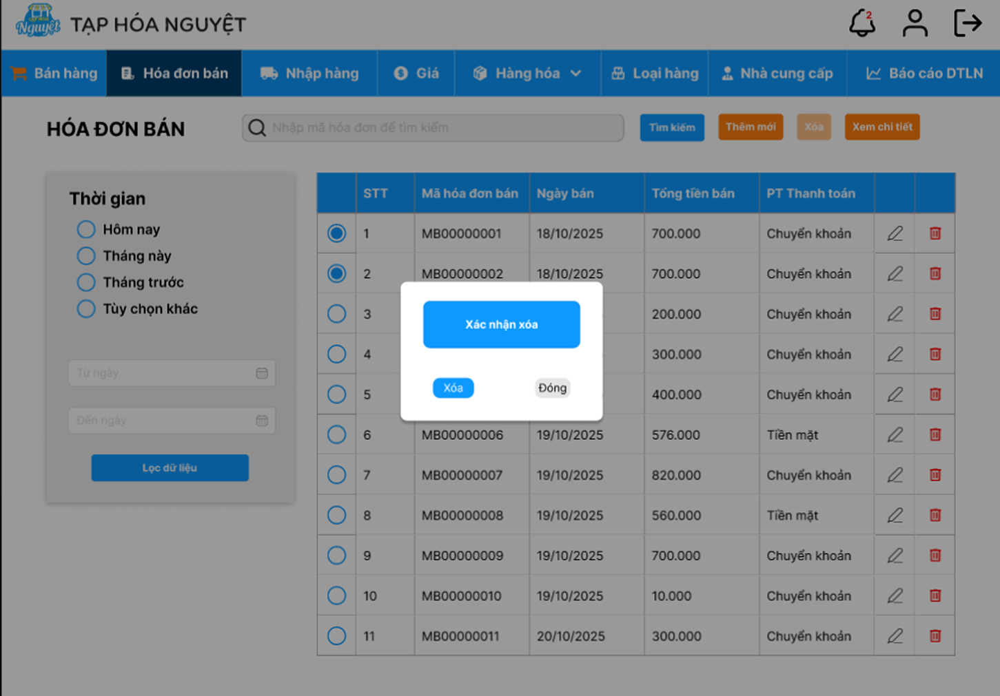 TẠP HÓA
Nguyệt
TẠP HÓA NGUYỆT
2
Bán hàng
Hóa đơn bán
Nhập hàng
Giá
Hàng hóa
Loại hàng
Nhà cung cấp
Báo cáo DTLN
HÓA ĐƠN BÁN
Nhập mã hóa đơn để tìm kiếm
Tìm kiếm
Thêm mới
Xóa
Xem chi tiết
Thời gian
Hôm nay
Tháng này
Tháng trước
Tùy chọn khác
Từ ngày
Đến ngày
Lọc dữ liệu
STT Mã hóa đơn bán Ngày bán Tổng tiền bán PT Thanh toán
1 MB00000001 18/10/2025 700.000 Chuyển khoản
2 MB00000002 18/10/2025 700.000 Chuyển khoản
3 200.000 Chuyển khoản
4 300.000 Chuyển khoản
5 400.000 Chuyển khoản
6 MB00000006 19/10/2025 576.000 Tiền mặt
7 MB00000007 19/10/2025 820.000 Chuyển khoản
8 MB00000008 19/10/2025 560.000 Tiền mặt
9 MB00000009 19/10/2025 700.000 Chuyển khoản
10 MB00000010 19/10/2025 10.000 Chuyển khoản
11 MB00000011 20/10/2025 300.000 Chuyển khoản
Xác nhận xóa
Xóa
Đóng